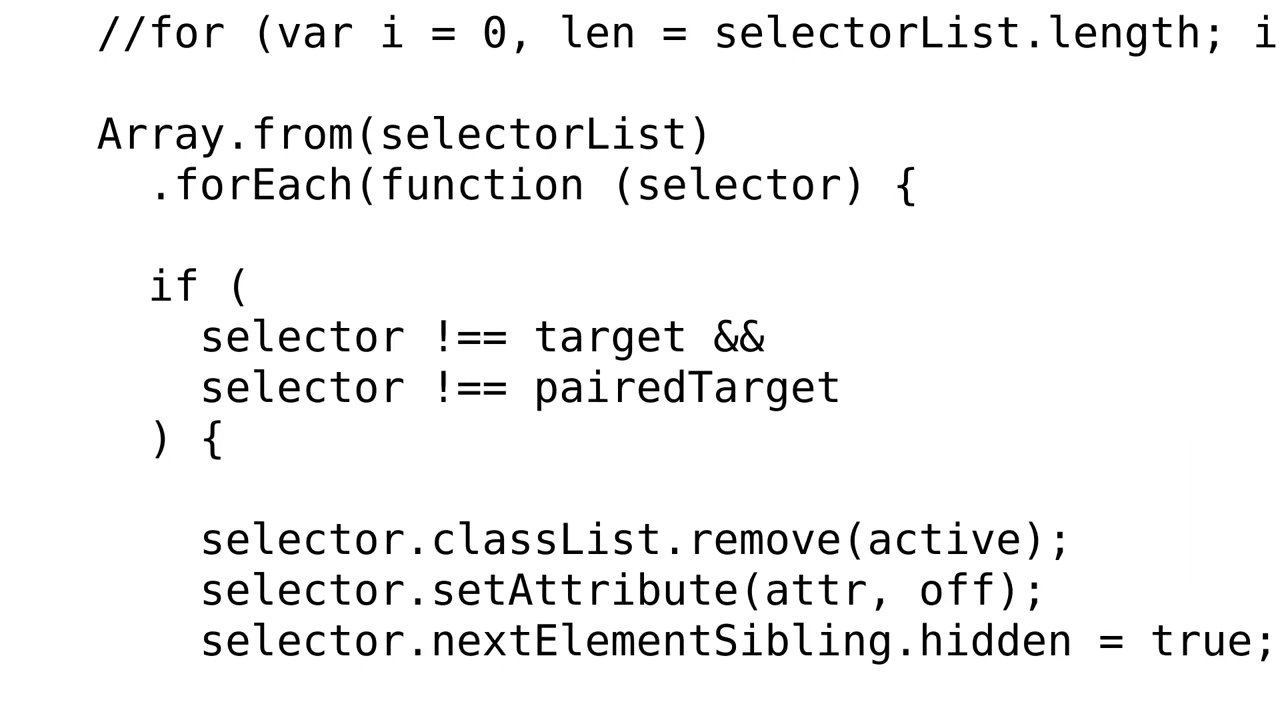 //for (var i = 0, len = selectorList.length; i
Array.from(selectorList)
.forEach(function (selector) {
if (
selector !== target &&
selector !== pairedTarget
) {
selector.classList.remove(active);
selector.setAttribute(attr, off);
selector.nextElementSibling.hidden = true;